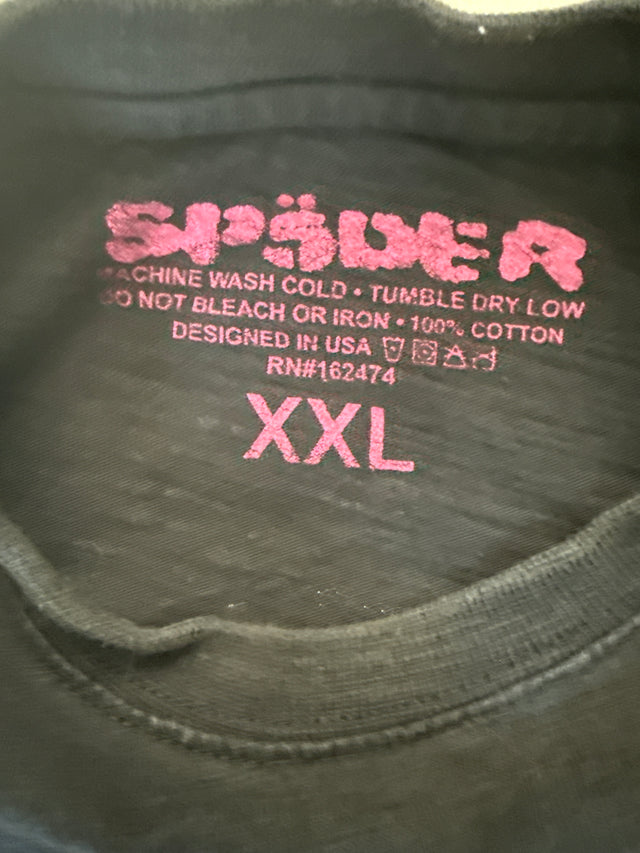 SP5DER
MACHINE WASH COLD • TUMBLE DRY LOW
DO NOT BLEACH OR IRON • 100% COTTON
DESIGNED IN USA
RN#162474
XXL